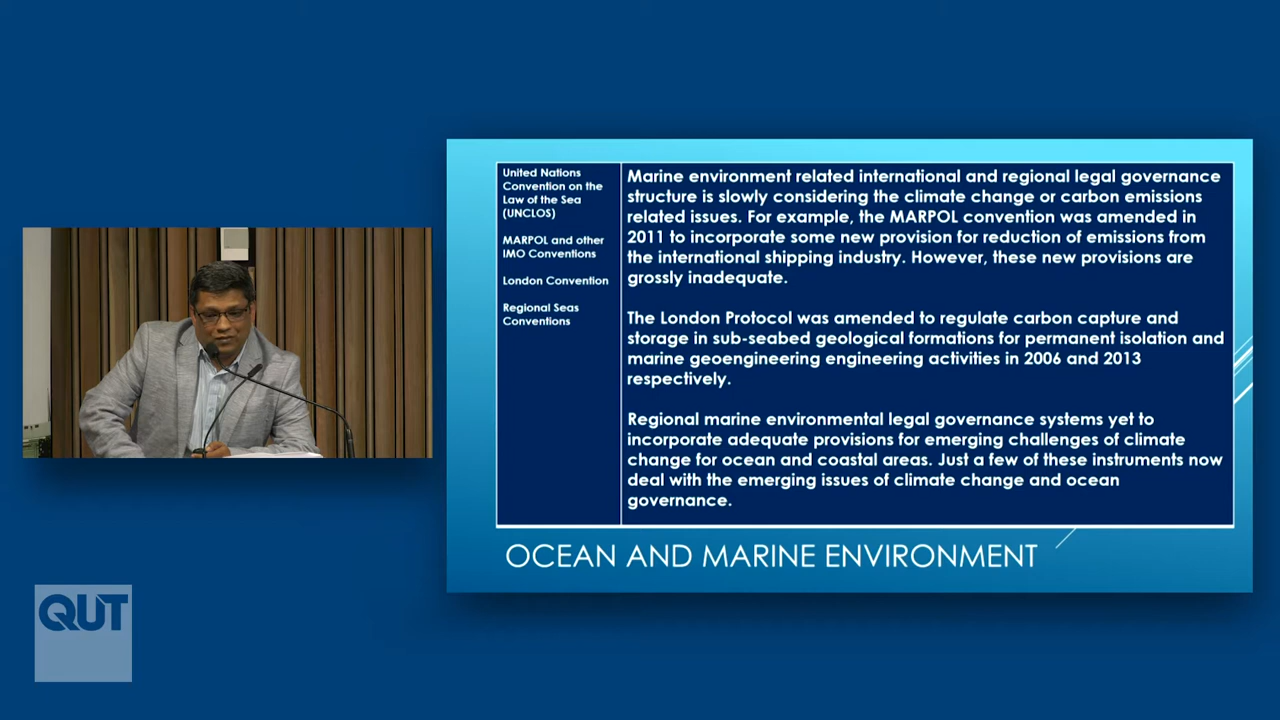 United Nations
Convention on the
Law of the Sea
(UNCLOS)
MARPOL and other
IMO Conventions
London Convention
Regional Seas
Conventions
Marine environment related international and regional legal governance
structure is slowly considering the climate change or carbon emissions
related issues. For example, the MARPOL convention was amended in
2011 to incorporate some new provision for reduction of emissions from
the international shipping industry. However, these new provisions are
grossly inadequate.
The London Protocol was amended to regulate carbon capture and
storage in sub-seabed geological formations for permanent isolation and
marine geoengineering engineering activities in 2006 and 2013
respectively.
Regional marine environmental legal governance systems yet to
incorporate adequate provisions for emerging challenges of climate
change for ocean and coastal areas. Just a few of these instruments now
deal with the emerging issues of climate change and ocean
governance.
OCEAN AND MARINE ENVIRONMENT
QUT